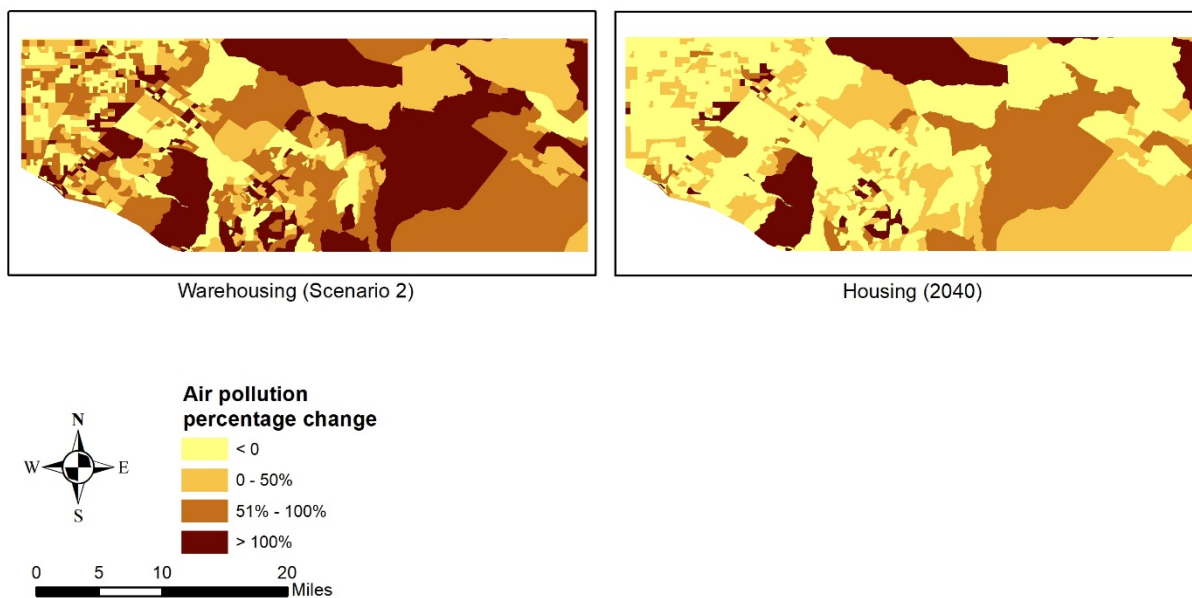 Warehousing (Scenario 2)
Housing (2040)
Air pollution
percentage change
< 0
0 - 50%
51% - 100%
> 100%
N
W
E
S
0 5 10 20
Miles